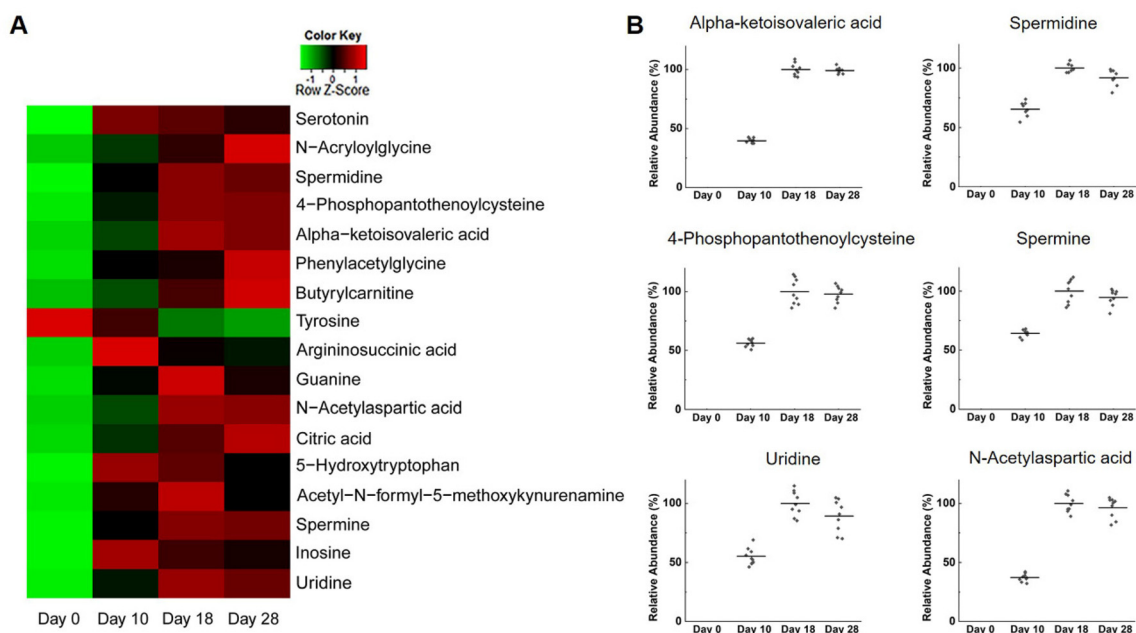 A
Color Key
-1 0 1
Row Z-Score
Serotonin
N−Acryloylglycine
Spermidine
4−Phosphopantothenoylcysteine
Alpha−ketoisovaleric acid
Phenylacetylglycine
Butyrylcarnitine
Tyrosine
Argininosuccinic acid
Guanine
N−Acetylaspartic acid
Citric acid
5−Hydroxytryptophan
Acetyl−N−formyl−5−methoxykynurenamine
Spermine
Inosine
Uridine
Day 0 Day 10 Day 18 Day 28
B
Alpha-ketoisovaleric acid
Relative Abundance (%)
100
50
0
Day 0 Day 10 Day 18 Day 28
Spermidine
Relative Abundance (%)
100
50
0
Day 0 Day 10 Day 18 Day 28
4-Phosphopantothenoylcysteine
Relative Abundance (%)
100
50
0
Day 0 Day 10 Day 18 Day 28
Spermine
Relative Abundance (%)
100
50
0
Day 0 Day 10 Day 18 Day 28
Uridine
Relative Abundance (%)
100
50
0
Day 0 Day 10 Day 18 Day 28
N-Acetylaspartic acid
Relative Abundance (%)
100
50
0
Day 0 Day 10 Day 18 Day 28